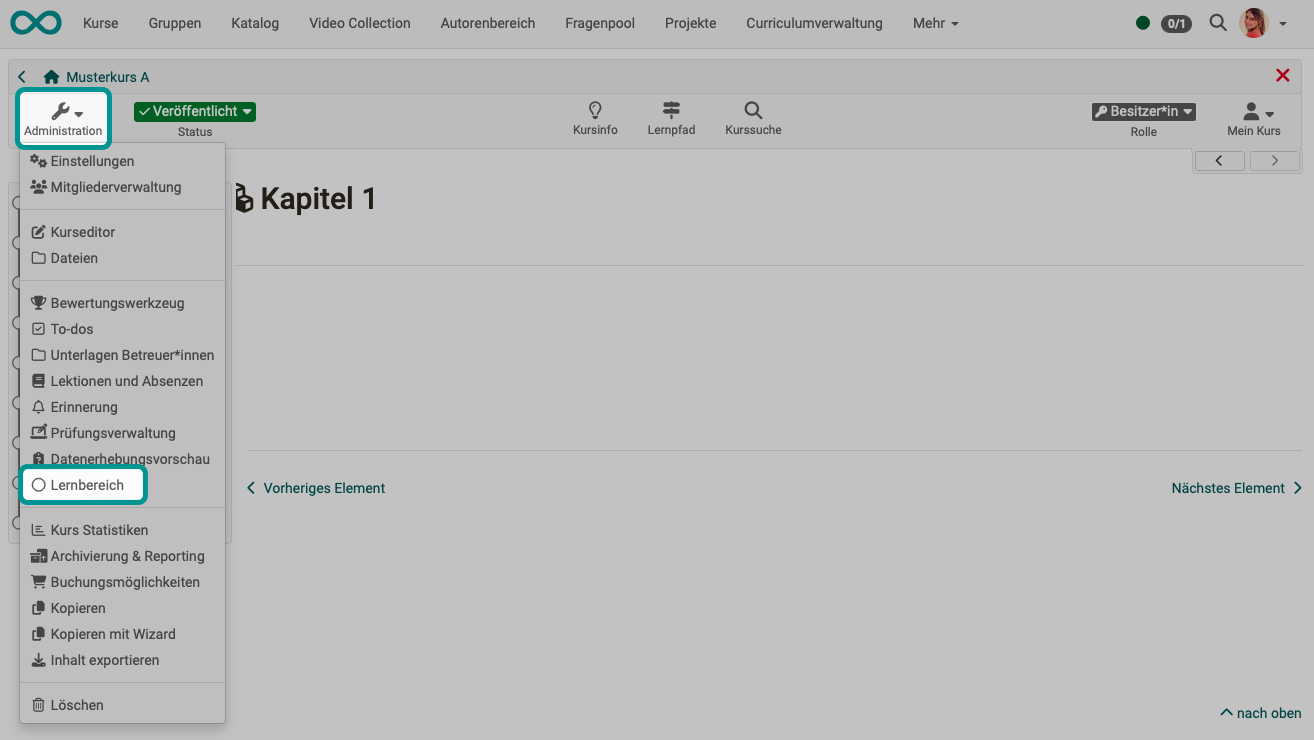 Kurse Gruppen Katalog Video Collection Autorenbereich Fragenpool Projekte Curriculumverwaltung Mehr 0/1
Musterkurs A
Administration
Veröffentlicht
Status
Kursinfo
Lernpfad
Kurssuche
Besitzer*in
Rolle
Mein Kurs
Einstellungen
Mitgliederverwaltung
Kurseditor
Dateien
Bewertungswerkzeug
To-dos
Unterlagen Betreuer*innen
Lektionen und Absenzen
Erinnerung
Prüfungsverwaltung
Datenerhebungsvorschau
Lernbereich
Kurs Statistiken
Archivierung & Reporting
Buchungsmöglichkeiten
Kopieren
Kopieren mit Wizard
Inhalt exportieren
Löschen
Kapitel 1
Vorheriges Element
Nächstes Element
nach oben